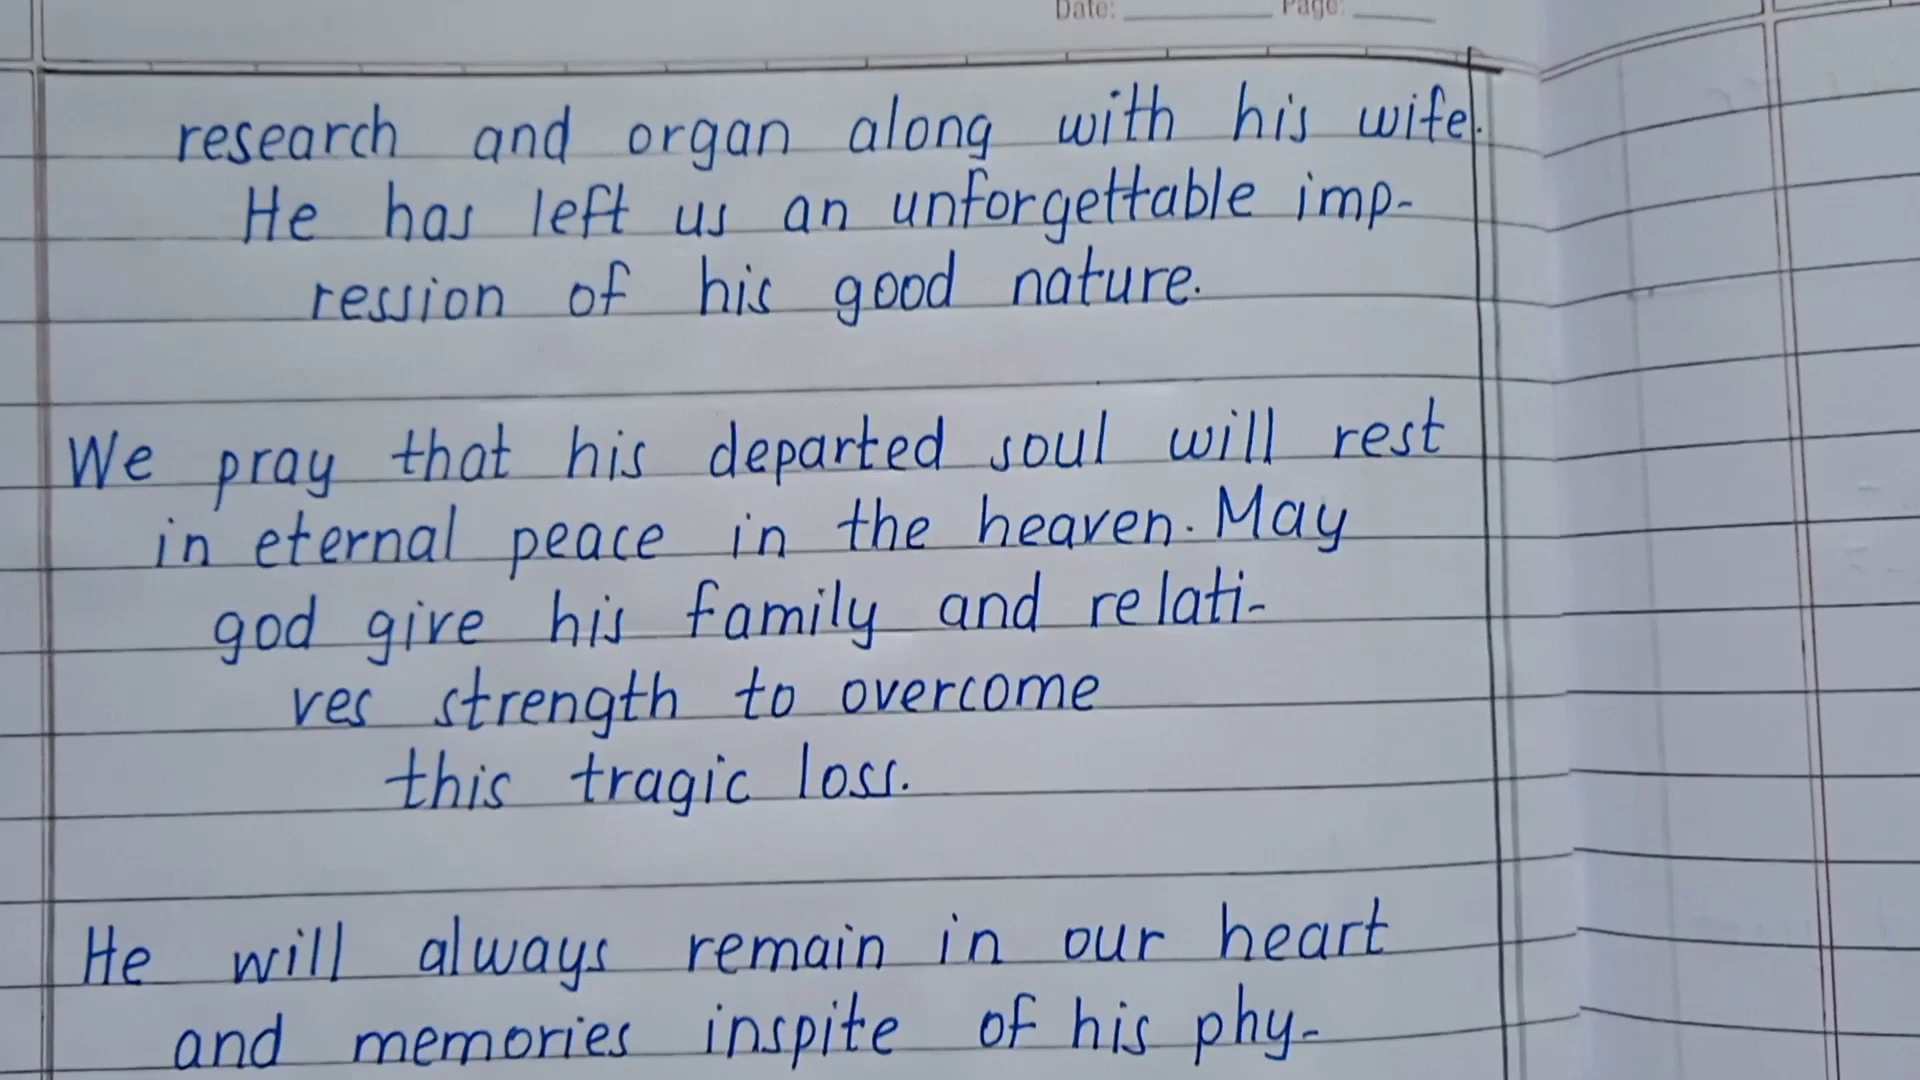 Date: Page:
research and organ along with his wife.
He has left us an unforgettable imp-
ression of his good nature.
We pray that his departed soul will rest
in eternal peace in the heaven. May
god give his family and relati-
ves strength to overcome
this tragic loss.
He will always remain in our heart
and memories inspite of his phy-